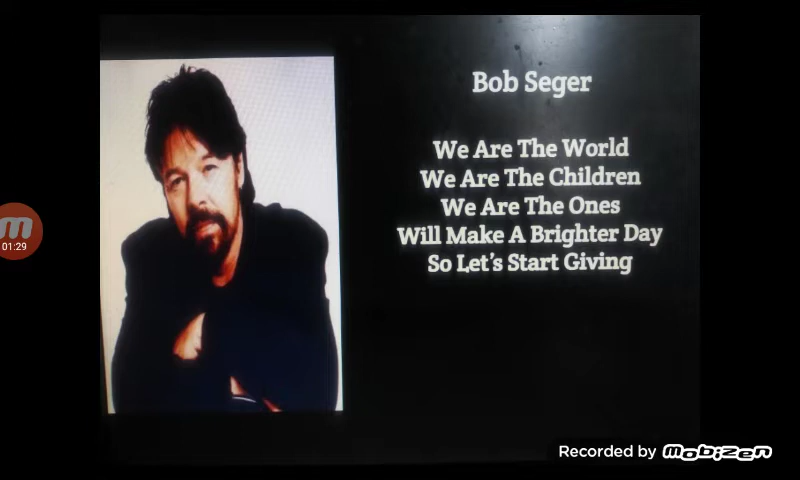 Bob Seger
We Are The World
We Are The Children
We Are The Ones
Will Make A Brighter Day
So Let's Start Giving
m
01:29
Recorded by mobizen